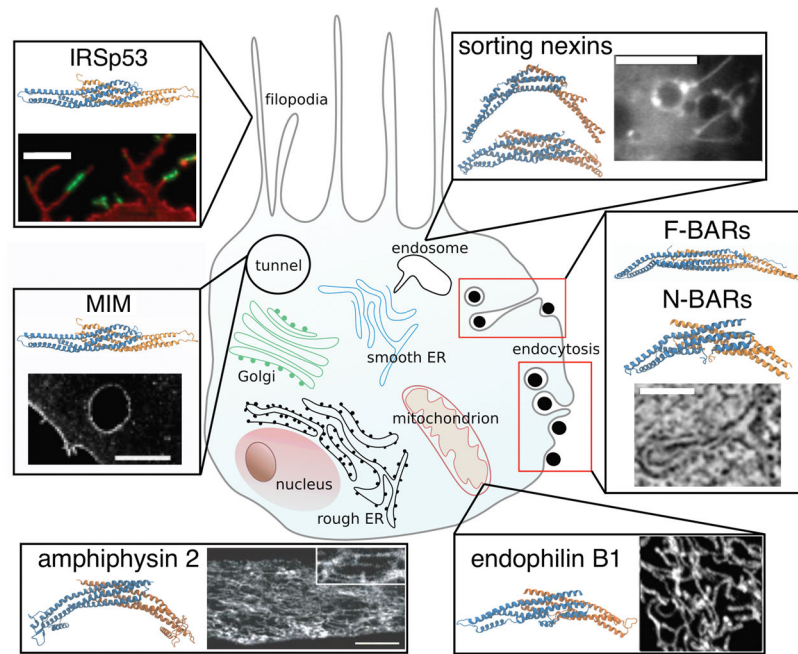 IRSp53
filopodia
sorting nexins
endosome
tunnel
MIM
smooth ER
Golgi
endocytosis
F-BARs
N-BARs
mitochondrion
nucleus
rough ER
amphiphysin 2
endophilin B1